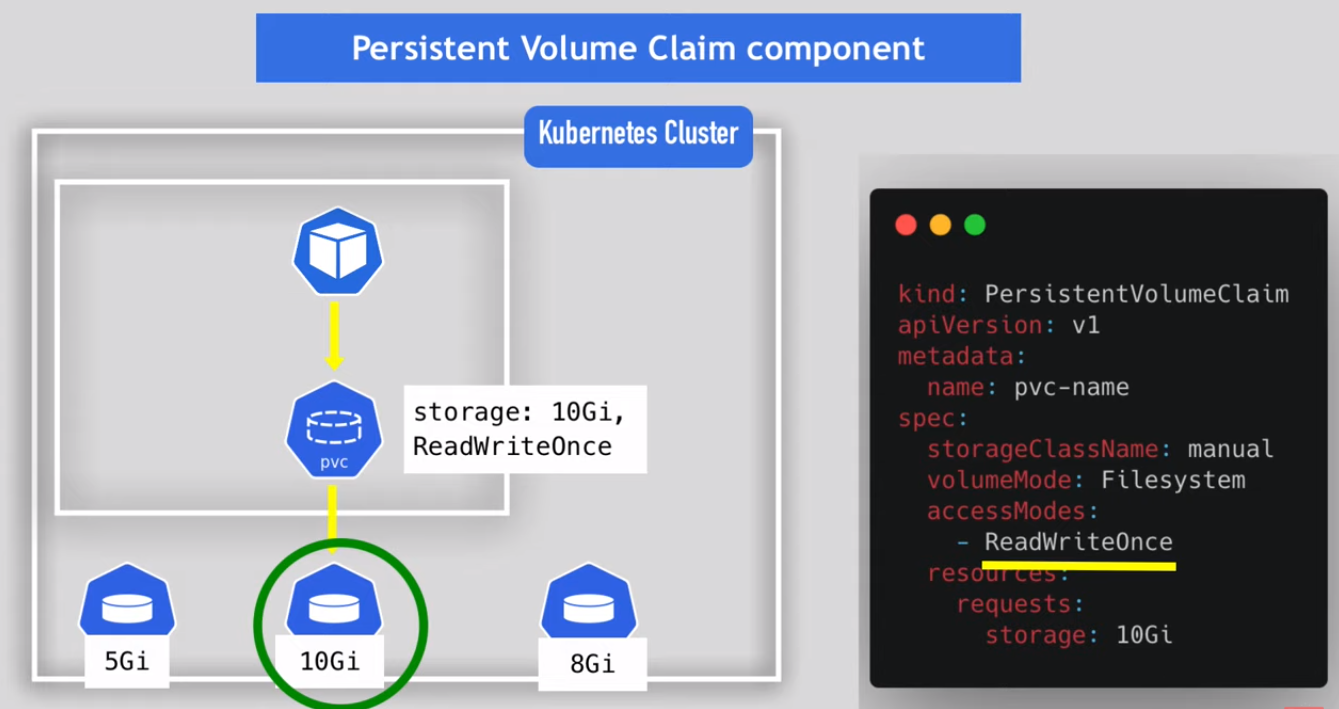 Persistent Volume Claim component
Kubernetes Cluster
pvc
storage: 10Gi,
ReadWriteOnce
5Gi
10Gi
8Gi
kind: PersistentVolumeClaim
apiVersion: v1
metadata:
  name: pvc-name
spec:
  storageClassName: manual
  volumeMode: Filesystem
  accessModes:
    - ReadWriteOnce
  resources:
    requests:
      storage: 10Gi